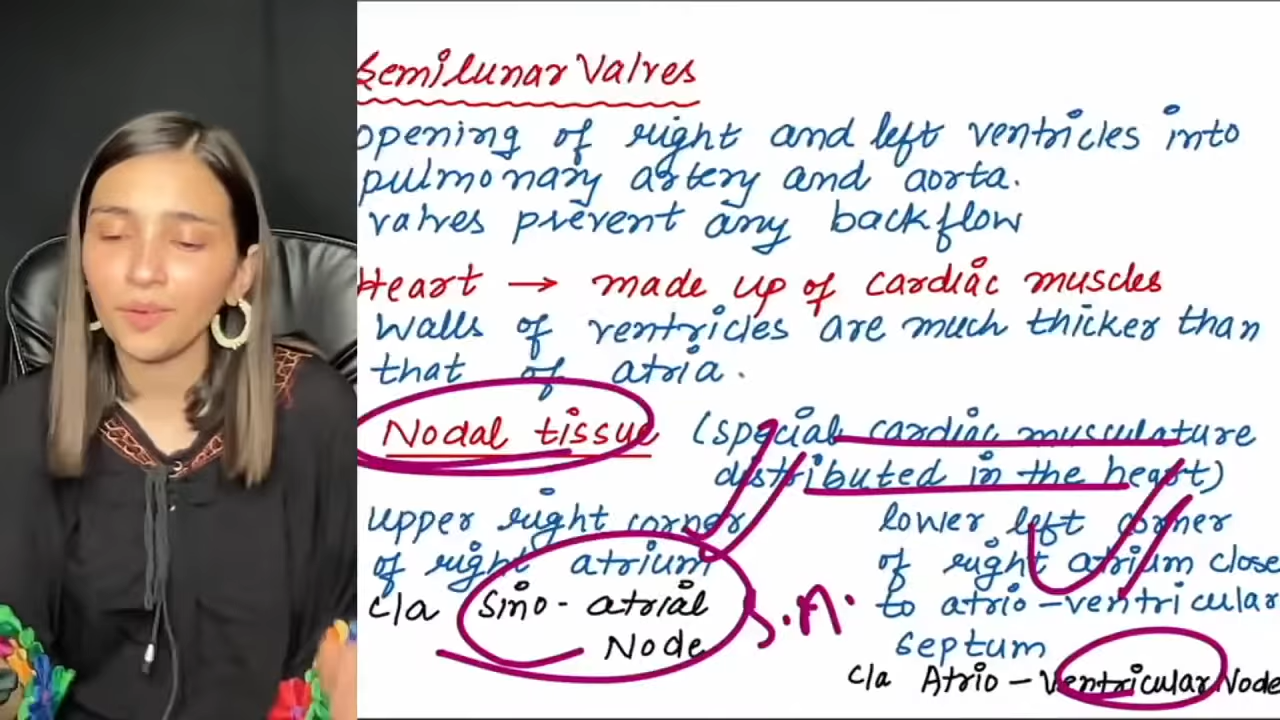 Semilunar Valves
opening of right and left ventricles into
pulmonary artery and aorta.
valves prevent any backflow
Heart → made up of cardiac muscles
Walls of ventricles are much thicker than
that of atria.
Nodal tissue (special cardiac musculature
distributed in the heart)
upper right corner
of right atrium
c/a Sino-atrial
Node
S.A.
lower left corner
of right atrium close
to atrio-ventricular
septum
c/a Atrio-Ventricular Node